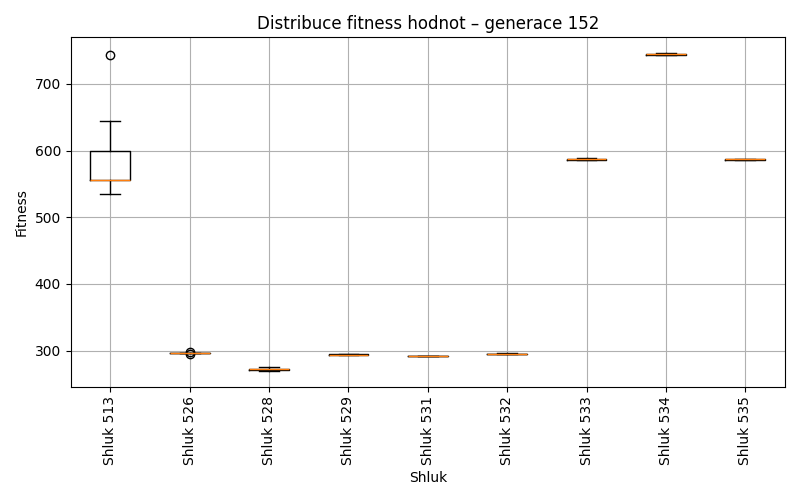 Distribuce fitness hodnot – generace 152
Fitness
700
600
500
400
300
Shluk 513
Shluk 526
Shluk 528
Shluk 529
Shluk 531
Shluk 532
Shluk 533
Shluk 534
Shluk 535
Shluk